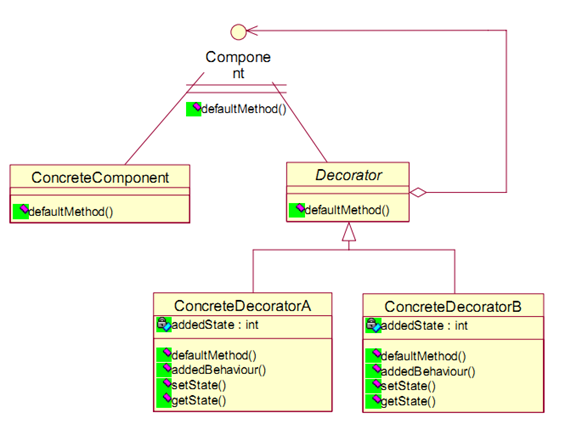 Compone
nt
defaultMethod()
ConcreteComponent
defaultMethod()
Decorator
defaultMethod()
ConcreteDecoratorA
addedState : int
defaultMethod()
addedBehaviour()
setState()
getState()
ConcreteDecoratorB
addedState : int
defaultMethod()
addedBehaviour()
setState()
getState()